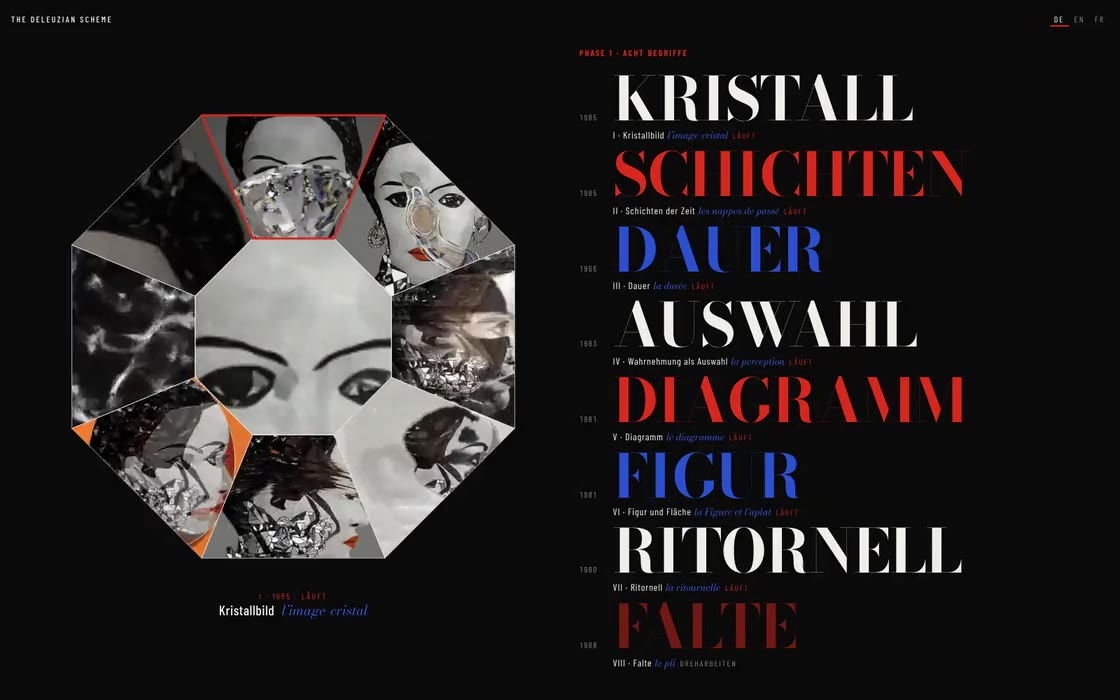 THE DELEUZIAN SCHEME
DE EN FR
I · 1985 · LÄUFT
Kristallbild l'image cristal
PHASE 1 · ACHT BEGRIFFE
1985 KRISTALL
I · Kristallbild l'image cristal LÄUFT
1985 SCHICHTEN
II · Schichten der Zeit les nappes de passé LÄUFT
1966 DAUER
III · Dauer la durée LÄUFT
1983 AUSWAHL
IV · Wahrnehmung als Auswahl la perception LÄUFT
1981 DIAGRAMM
V · Diagramm le diagramme LÄUFT
1981 FIGUR
VI · Figur und Fläche la Figure et l'aplat LÄUFT
1980 RITORNELL
VII · Ritornell la ritournelle LÄUFT
1988 FALTE
VIII · Falte le pli DREHARBEITEN